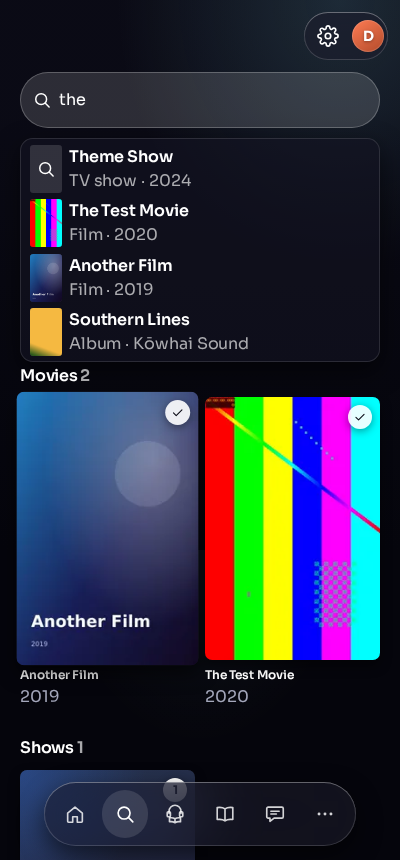 D
the
Theme Show
TV show · 2024
The Test Movie
Film · 2020
Another Film
Film · 2019
Southern Lines
Album · Kōwhai Sound
Movies 2
Another Film
2019
Another Film
2019
The Test Movie
2020
Shows 1
1